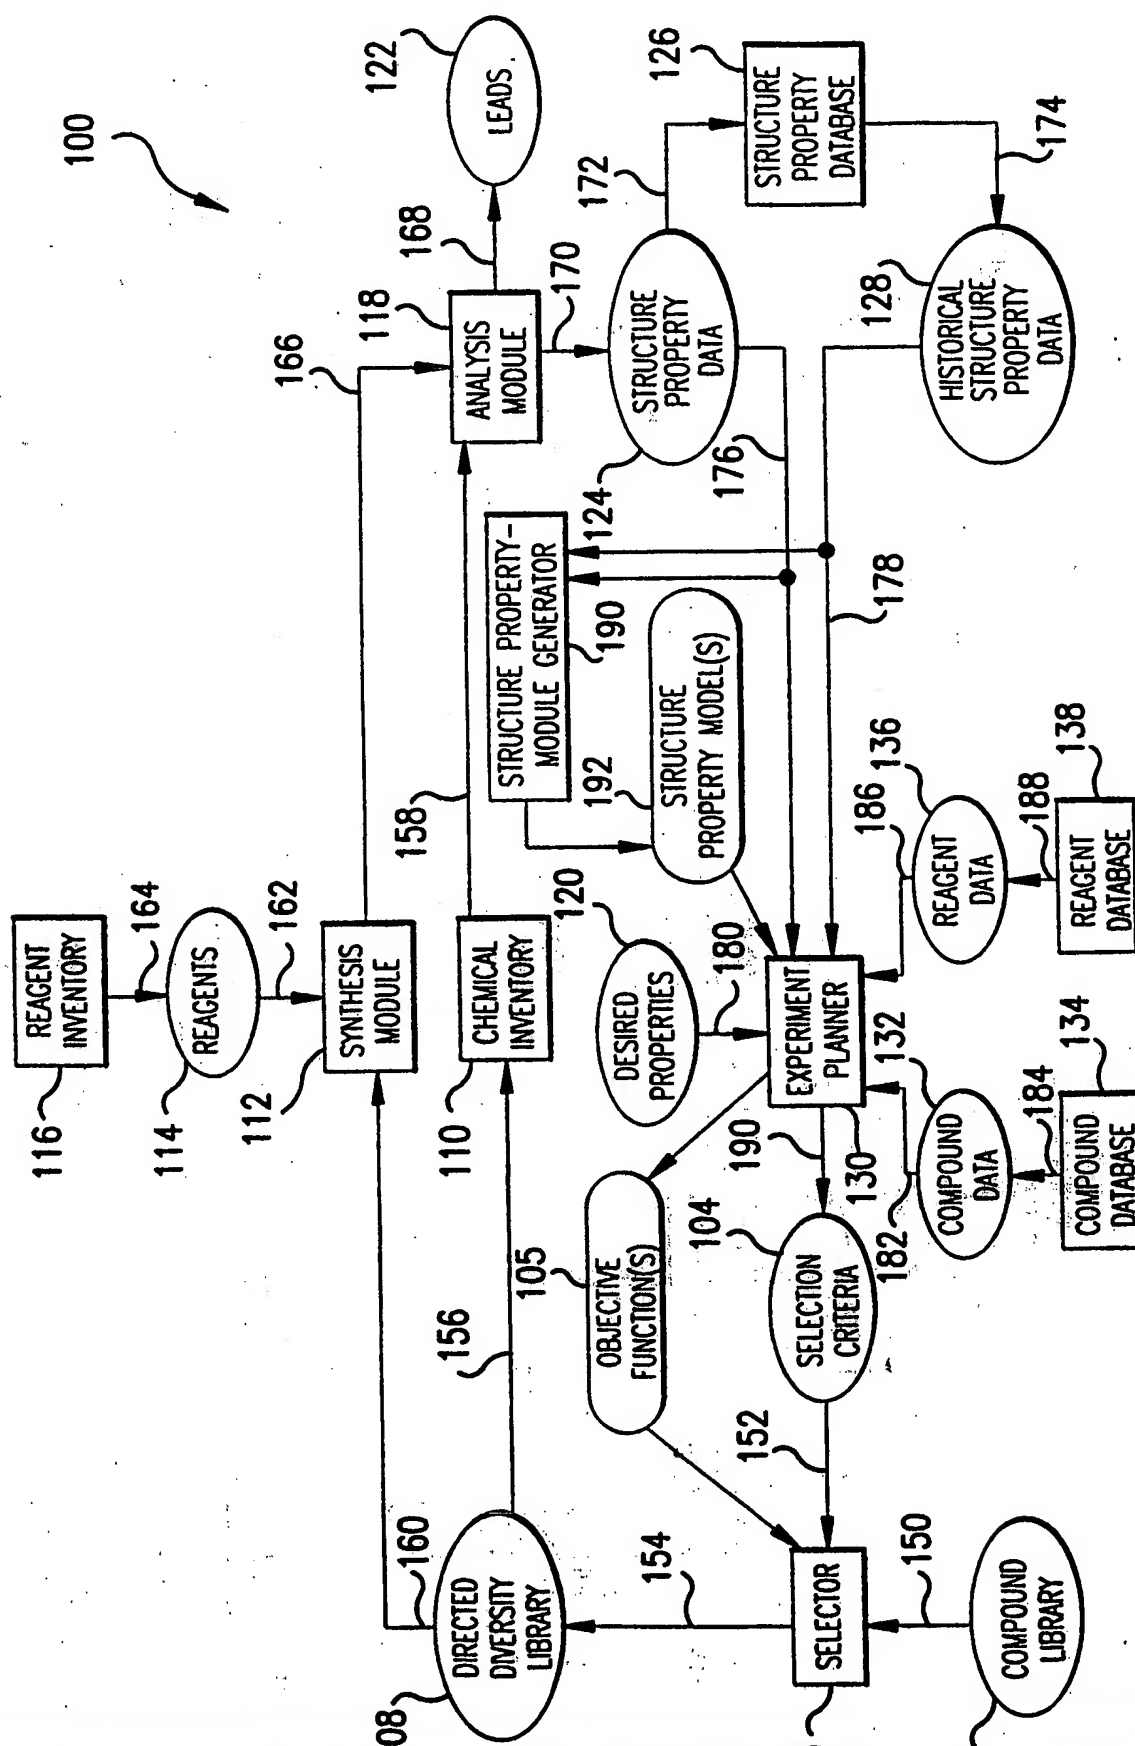 100
REAGENT
INVENTORY
116
164
REAGENTS
114
162
SYNTHESIS
MODULE
112
166
ANALYSIS
MODULE
118
168
LEADS.
122
170
STRUCTURE
PROPERTY
DATA
124
172
STRUCTURE
PROPERTY
DATABASE
126
174
HISTORICAL
STRUCTURE
PROPERTY
DATA
128
176
178
CHEMICAL
INVENTORY
110
158
156
160
DIRECTED
DIVERSITY
LIBRARY
08
STRUCTURE PROPERTY-
MODULE GENERATOR
190
STRUCTURE
PROPERTY MODEL(S)
192
DESIRED
PROPERTIES
120
180
EXPERIMENT
PLANNER
130
190
OBJECTIVE
FUNCTION(S)
105
SELECTION
CRITERIA
104
152
154
SELECTOR
150
COMPOUND
LIBRARY
COMPOUND
DATA
132
182
184
COMPOUND
DATABASE
134
REAGENT
DATA
136
186
188
REAGENT
DATABASE
138